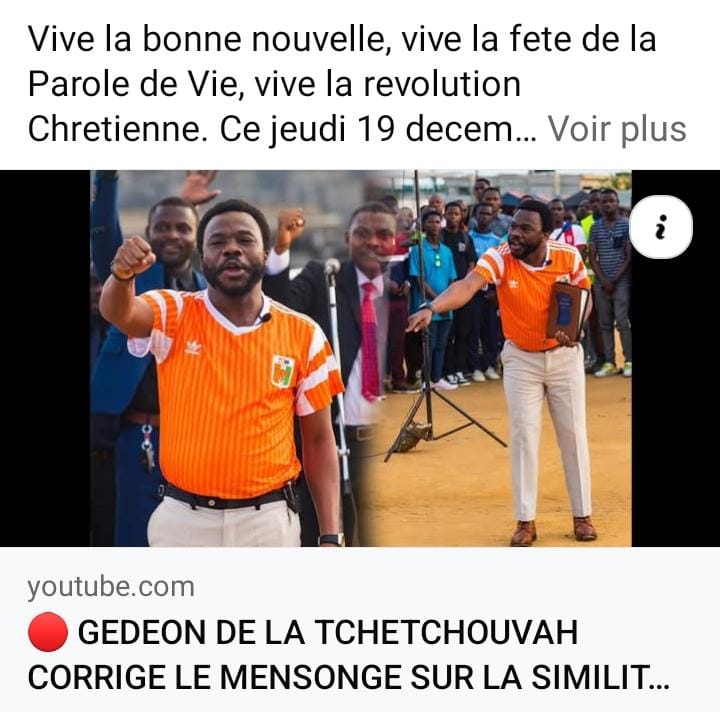 Vive la bonne nouvelle, vive la fete de la
Parole de Vie, vive la revolution
Chretienne. Ce jeudi 19 decem... Voir plus
i
youtube.com
🔴 GEDEON DE LA TCHETCHOUVAH
CORRIGE LE MENSONGE SUR LA SIMILIT...